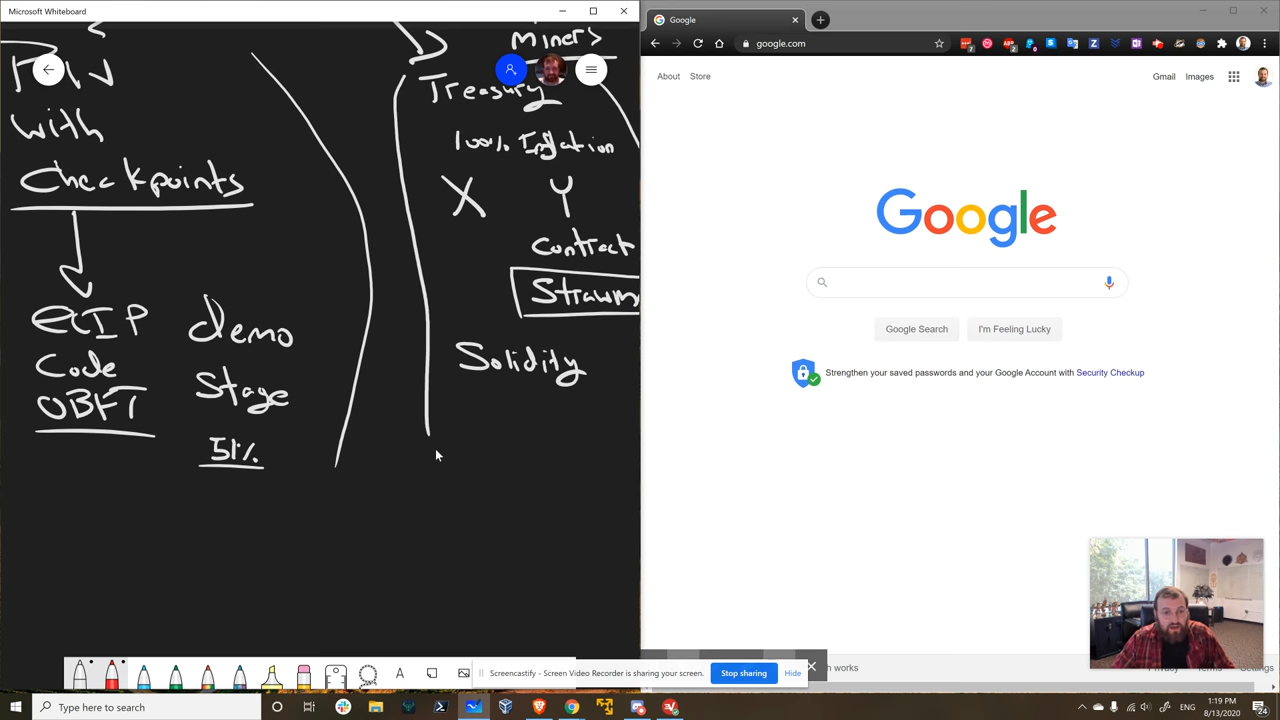 Microsoft Whiteboard
Miners
Treasury
with
100% Inflation
Checkpoints
X Y
Contract
ECIP demo
Code Stage
OBFT
51%
Solidity
Google
google.com
About Store
Gmail Images
Google
Google Search I'm Feeling Lucky
Strengthen your saved passwords and your Google Account with Security Checkup
Screencastify - Screen Video Recorder is sharing your screen. Stop sharing Hide
Type here to search
ENG
1:19 PM
8/13/2020
24